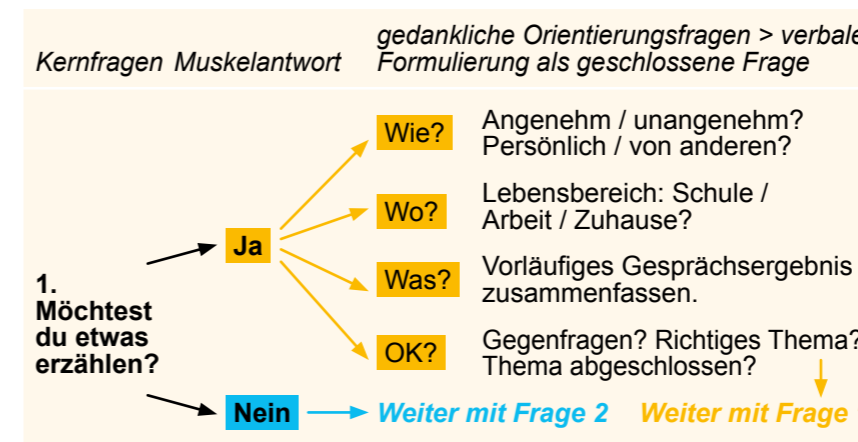 Kernfragen Muskelantwort
gedankliche Orientierungsfragen > verbale
Formulierung als geschlossene Frage
1.
Möchtest
du etwas
erzählen?
Ja
Wie?
Angenehm / unangenehm?
Persönlich / von anderen?
Wo?
Lebensbereich: Schule /
Arbeit / Zuhause?
Was?
Vorläufiges Gesprächsergebnis
zusammenfassen.
OK?
Gegenfragen? Richtiges Thema?
Thema abgeschlossen?
Nein
Weiter mit Frage 2
Weiter mit Frage